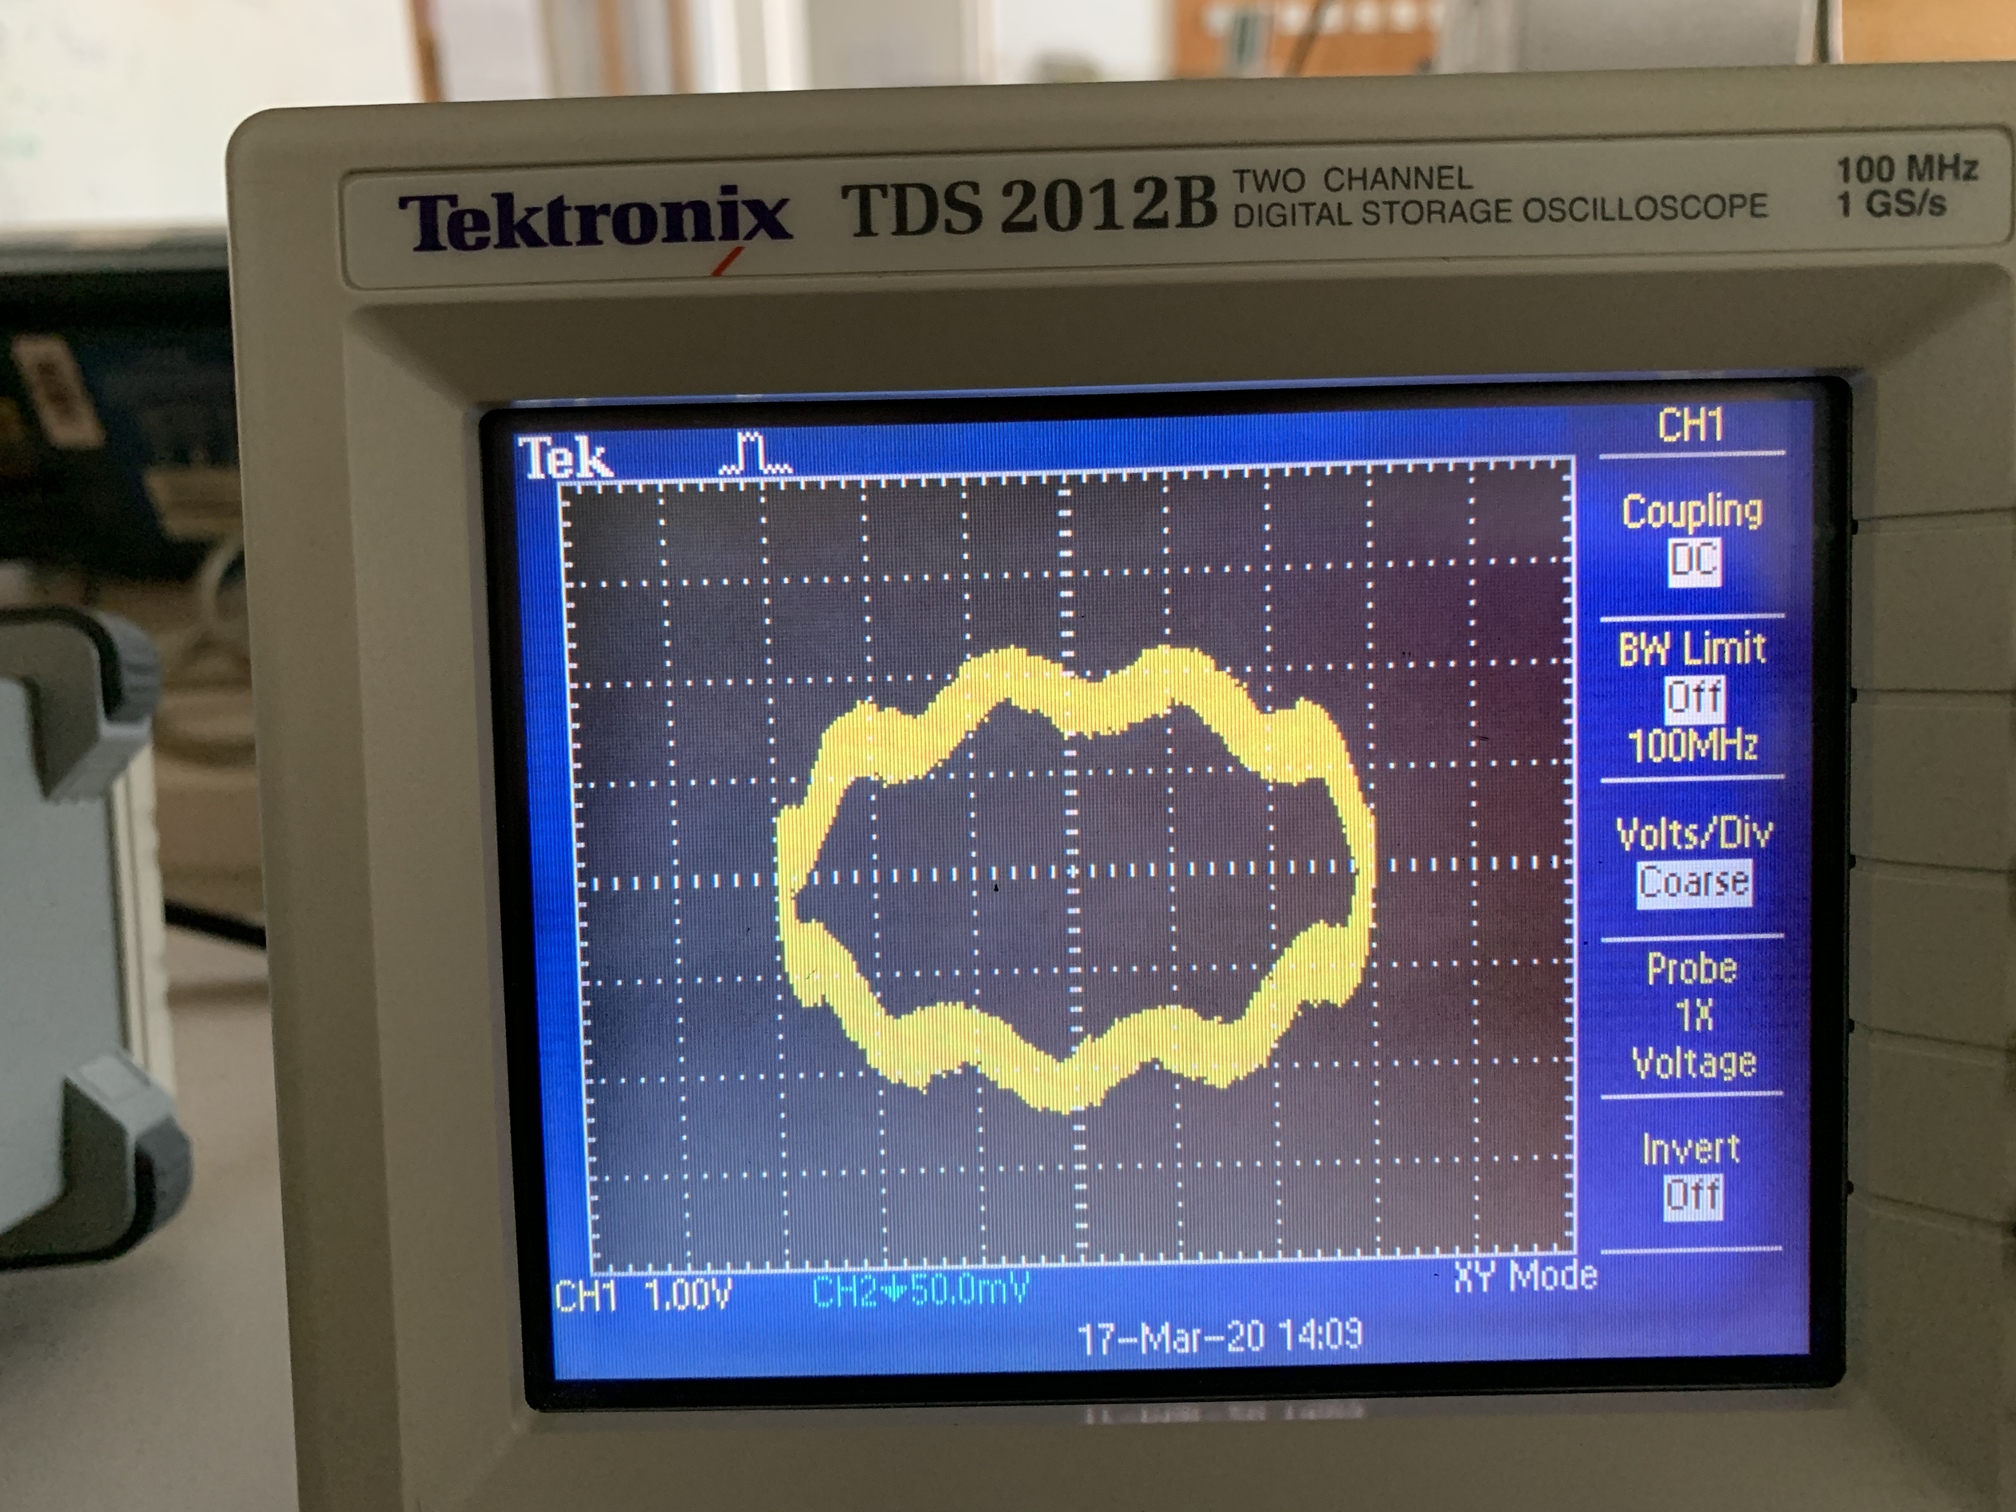 Tektronix TDS 2012B TWO CHANNEL DIGITAL STORAGE OSCILLOSCOPE 100 MHz 1 GS/s
Tek
CH1
Coupling
DC
BW Limit
Off
100MHz
Volts/Div
Coarse
Probe
1X
Voltage
Invert
Off
CH1 1.00V CH2 50.0mV XY Mode
17-Mar-20 14:09